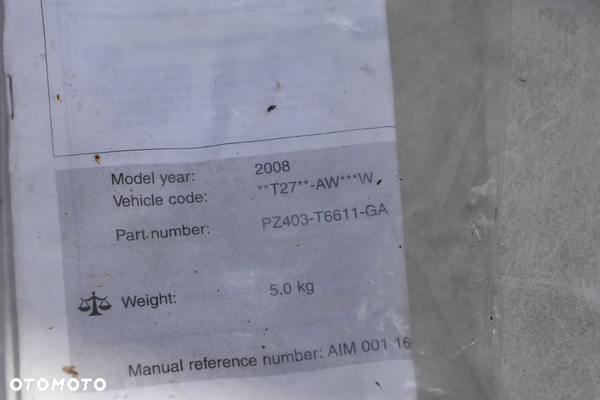 Model year: 2008
Vehicle code: **T27**-AW***W
Part number: PZ403-T6611-GA
Weight: 5,0 kg
Manual reference number: AIM 001 16
OTOMOTO